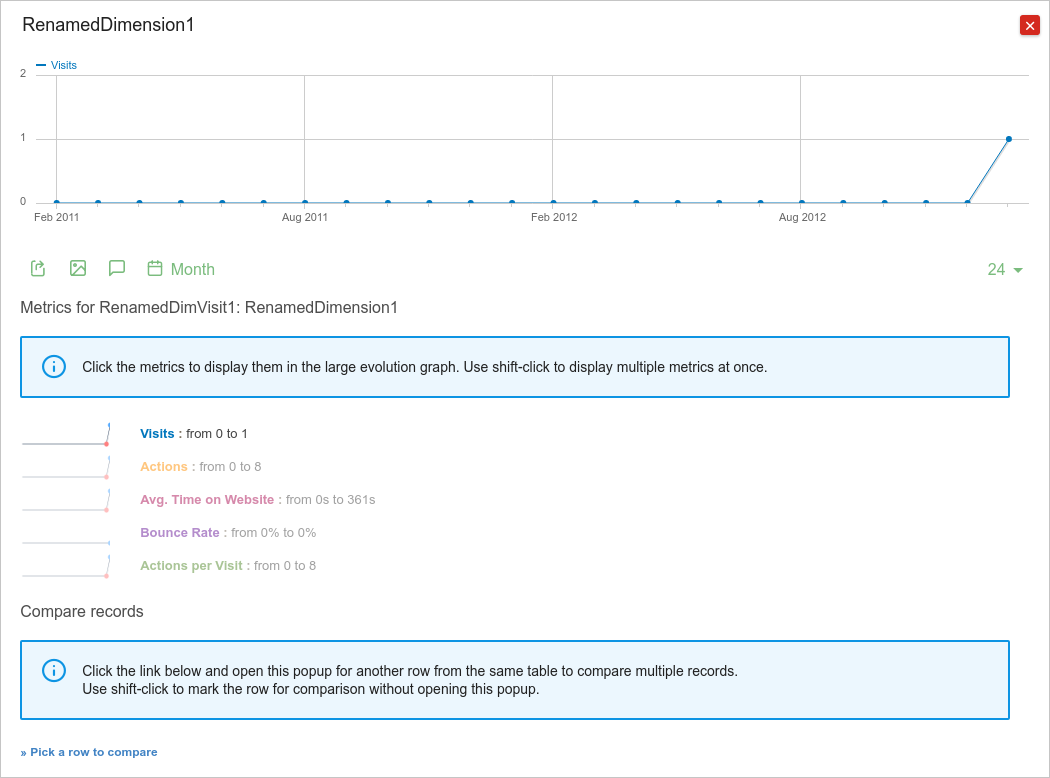 RenamedDimension1
Visits
2
1
0
Feb 2011 Aug 2011 Feb 2012 Aug 2012
Month 24
Metrics for RenamedDimVisit1: RenamedDimension1
Click the metrics to display them in the large evolution graph. Use shift-click to display multiple metrics at once.
Visits : from 0 to 1
Actions : from 0 to 8
Avg. Time on Website : from 0s to 361s
Bounce Rate : from 0% to 0%
Actions per Visit : from 0 to 8
Compare records
Click the link below and open this popup for another row from the same table to compare multiple records.
Use shift-click to mark the row for comparison without opening this popup.
» Pick a row to compare